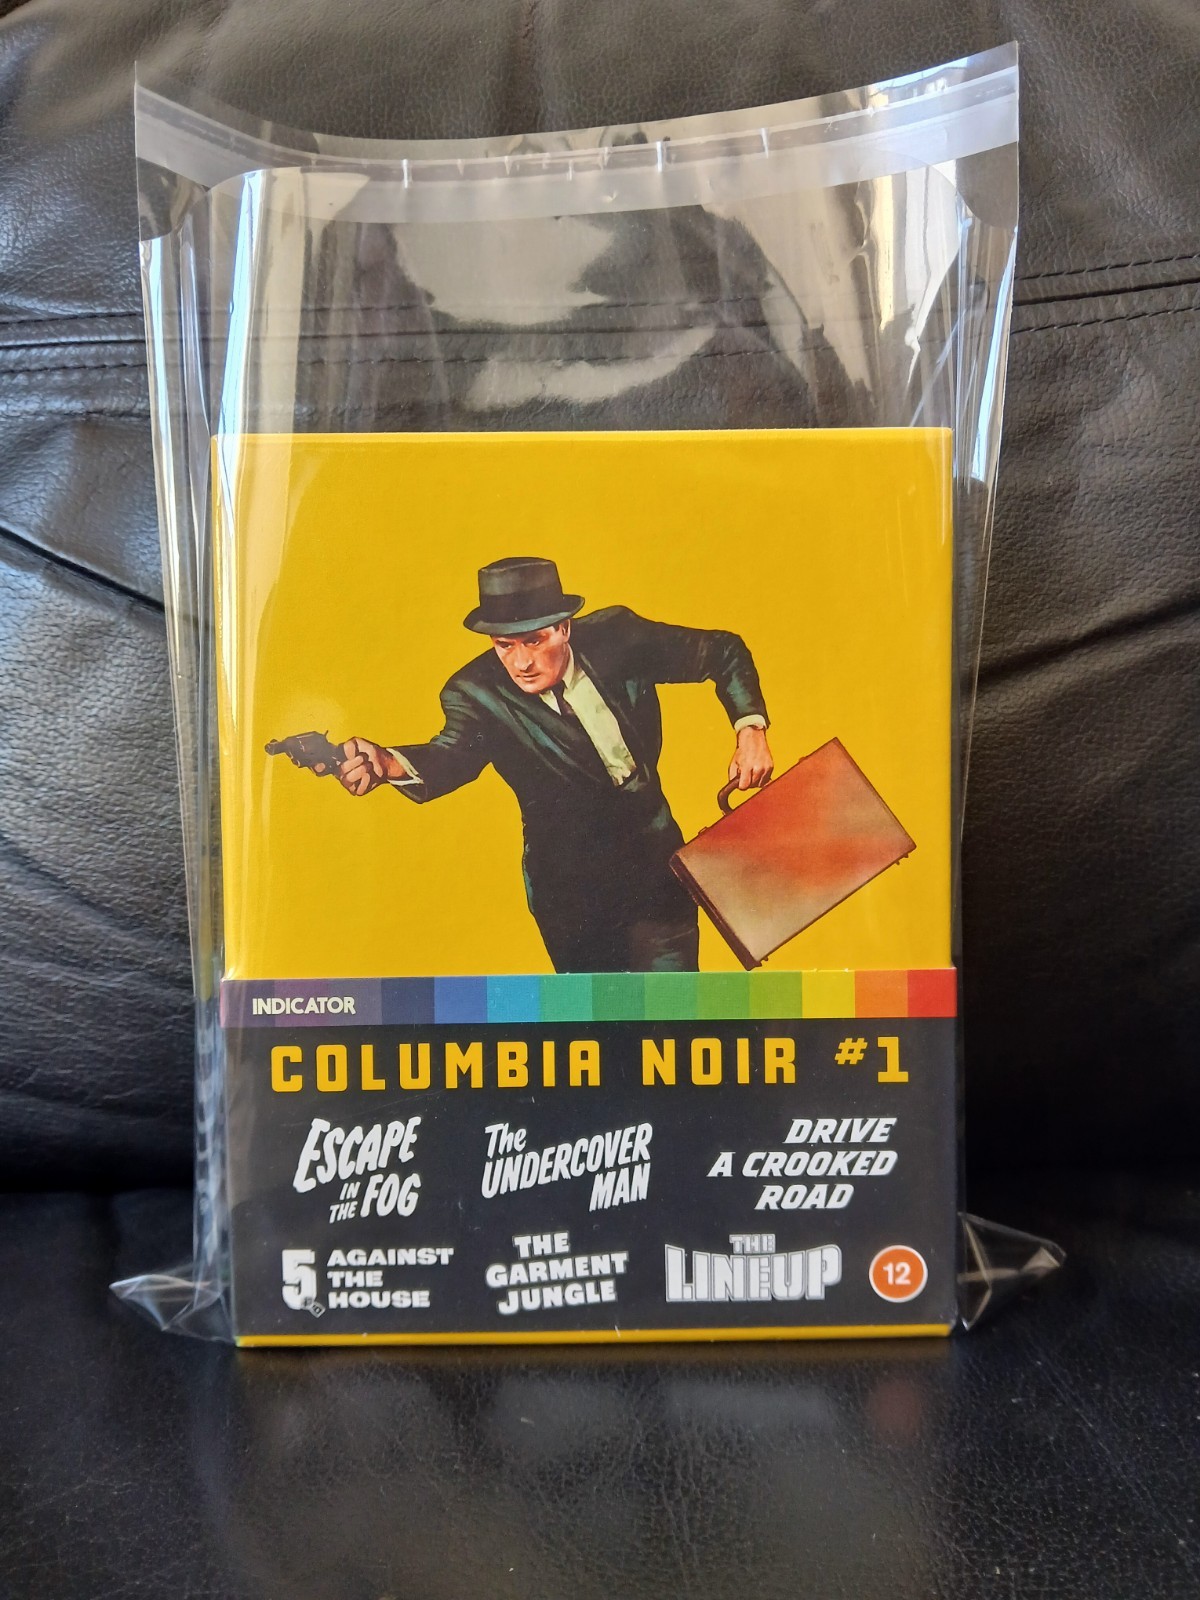 INDICATOR
COLUMBIA NOIR #1
ESCAPE
IN
THE FOG
The
UNDERCOVER
MAN
DRIVE
A CROOKED
ROAD
5 AGAINST
THE
HOUSE
THE
GARMENT
JUNGLE
THE
LINEUP
12